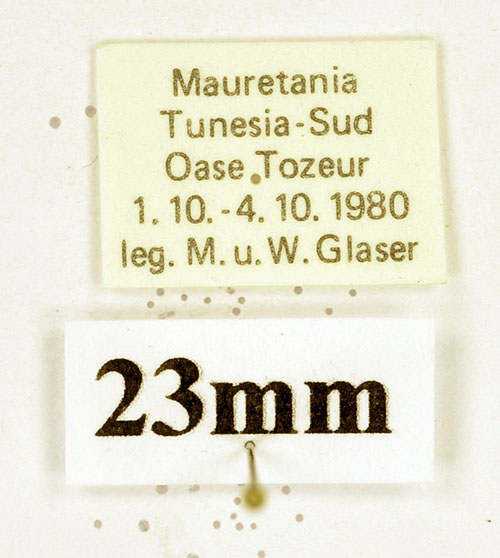 Mauretania
Tunesia-Sud
Oase Tozeur
1. 10.-4. 10. 1980
leg. M. u. W. Glaser
23mm